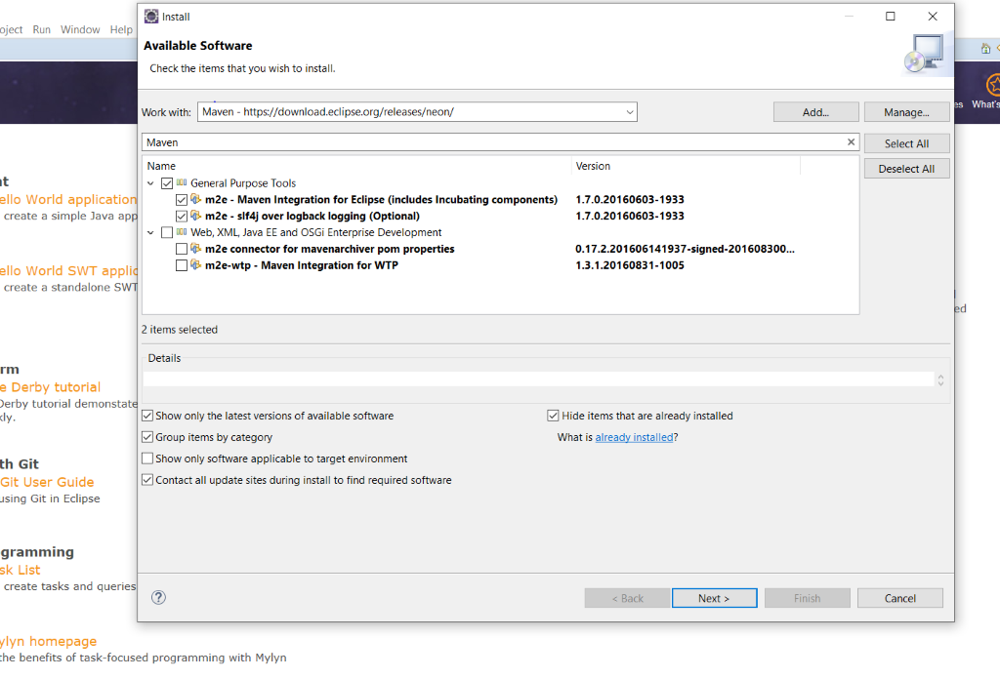 Install
oject Run Window Help
Available Software
Check the items that you wish to install.
Work with: Maven - https://download.eclipse.org/releases/neon/ Add... Manage...
es What's
Maven Select All
Deselect All
Name Version
General Purpose Tools
m2e - Maven Integration for Eclipse (includes Incubating components) 1.7.0.20160603-1933
m2e - slf4j over logback logging (Optional) 1.7.0.20160603-1933
Web, XML, Java EE and OSGi Enterprise Development
m2e connector for mavenarchiver pom properties 0.17.2.201606141937-signed-201608300...
m2e-wtp - Maven Integration for WTP 1.3.1.20160831-1005
2 items selected
Details
Show only the latest versions of available software Hide items that are already installed
Group items by category What is already installed?
Show only software applicable to target environment
Contact all update sites during install to find required software
< Back Next > Finish Cancel
nt
ello World application
create a simple Java app
ello World SWT applic
create a standalone SWT
ed
rm
e Derby tutorial
Derby tutorial demonstate
kly.
th Git
Git User Guide
using Git in Eclipse
gramming
sk List
create tasks and queries
ylyn homepage
the benefits of task-focused programming with Mylyn